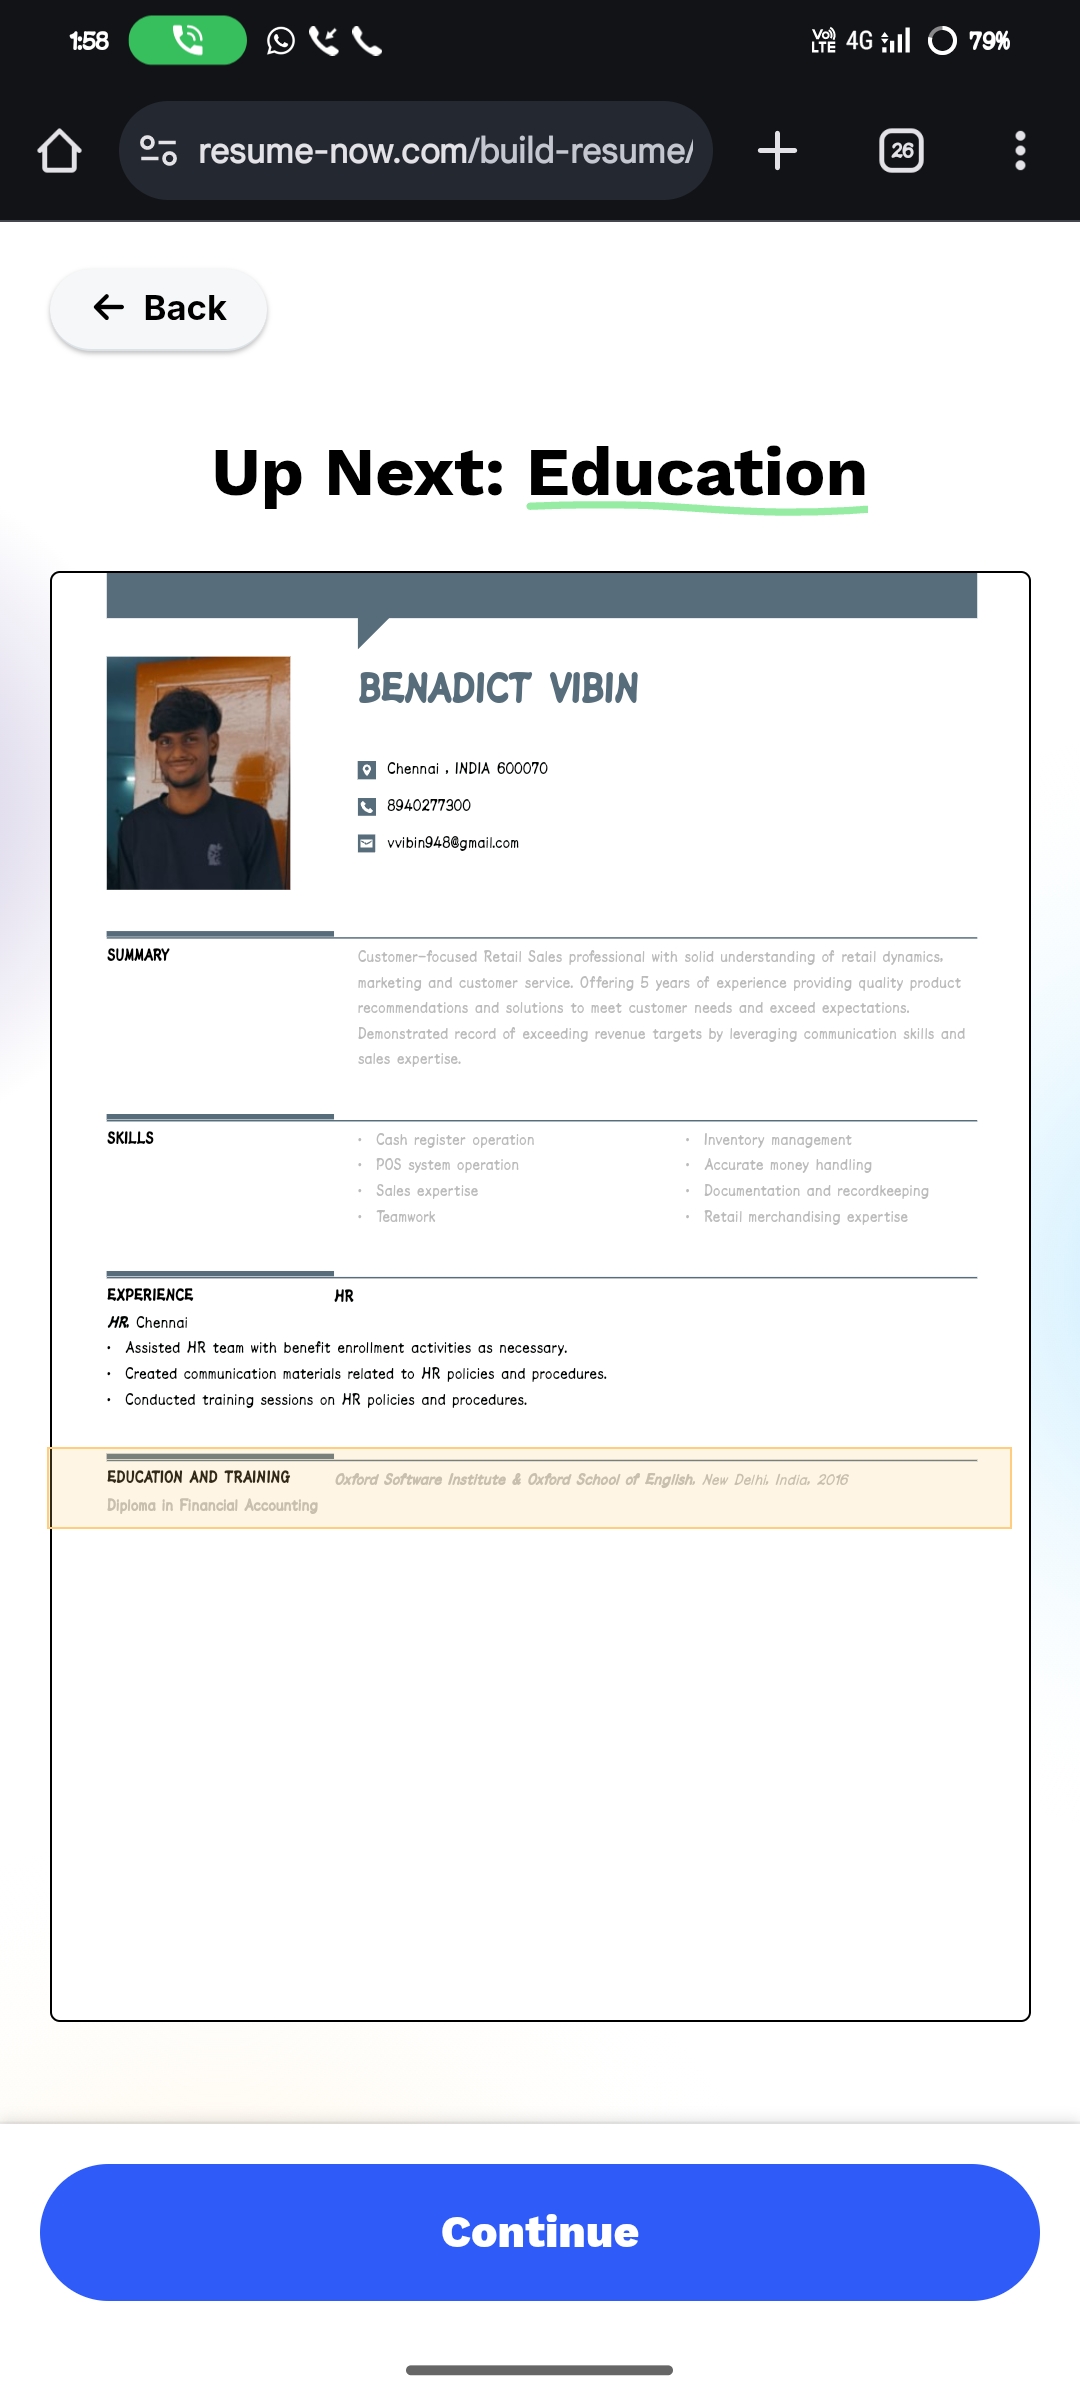 1:58
Vo)) LTE 4G 79%
resume-now.com/build-resume/
26
Back
Up Next: Education
BENADICT VIBIN
Chennai , INDIA 600070
8940277300
vvibin948@gmail.com
SUMMARY
Customer-focused Retail Sales professional with solid understanding of retail dynamics,
marketing and customer service. Offering 5 years of experience providing quality product
recommendations and solutions to meet customer needs and exceed expectations.
Demonstrated record of exceeding revenue targets by leveraging communication skills and
sales expertise.
SKILLS
• Cash register operation
• POS system operation
• Sales expertise
• Teamwork
• Inventory management
• Accurate money handling
• Documentation and recordkeeping
• Retail merchandising expertise
EXPERIENCE
HR
HR, Chennai
• Assisted HR team with benefit enrollment activities as necessary.
• Created communication materials related to HR policies and procedures.
• Conducted training sessions on HR policies and procedures.
EDUCATION AND TRAINING
Oxford Software Institute & Oxford School of English, New Delhi, India, 2016
Diploma in Financial Accounting
Continue